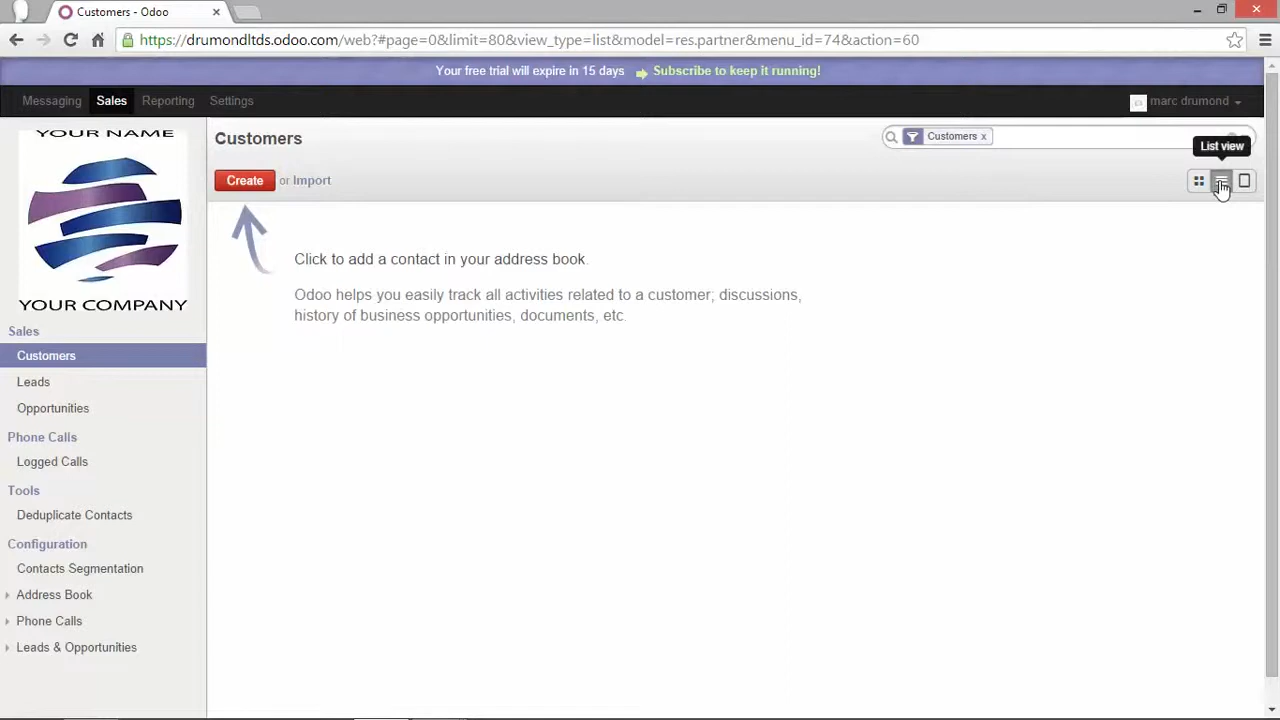 Customers - Odoo
https://drumondltds.odoo.com/web?#page=0&limit=80&view_type=list&model=res.partner&menu_id=74&action=60
Your free trial will expire in 15 days Subscribe to keep it running!
Messaging Sales Reporting Settings marc drumond
YOUR NAME
YOUR COMPANY
Customers
Customers x
List view
Create or Import
Click to add a contact in your address book.
Odoo helps you easily track all activities related to a customer; discussions,
history of business opportunities, documents, etc.
Sales
Customers
Leads
Opportunities
Phone Calls
Logged Calls
Tools
Deduplicate Contacts
Configuration
Contacts Segmentation
Address Book
Phone Calls
Leads & Opportunities